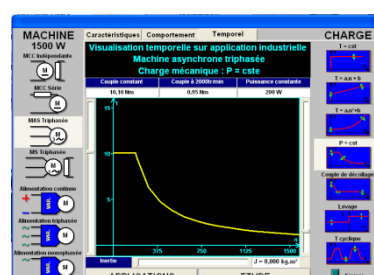 MACHINE
1500 W
Caractéristiques Comportement Temporel
CHARGE
Visualisation temporelle sur application industrielle
Machine asynchrone triphasée
Charge mécanique : P = cste
Couple constant Couple à 2000tr/min Puissance constante
10,10 Nm 0,95 Nm 200 W
MCC Indépendante
M
MCC Série
M
MAS Triphasée
M
MS Triphasée
M
Alimentation continue
+
-
VAR.
M
Alimentation triphasée
VAR.
M
Alimentation monophasée
VAR.
M
15
T
10
5
n
375 750 1125 1500
Inertie J = 0,000 kg.m²
APPLICATIONS ETUDE
T = cst
T = a.n + b
T = a.n²+b
P = cst
Couple de décollage
Levage
T cyclique